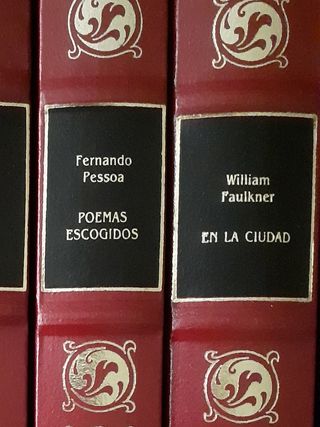 Fernando
Pessoa
POEMAS
ESCOGIDOS
William
Faulkner
EN LA CIUDAD